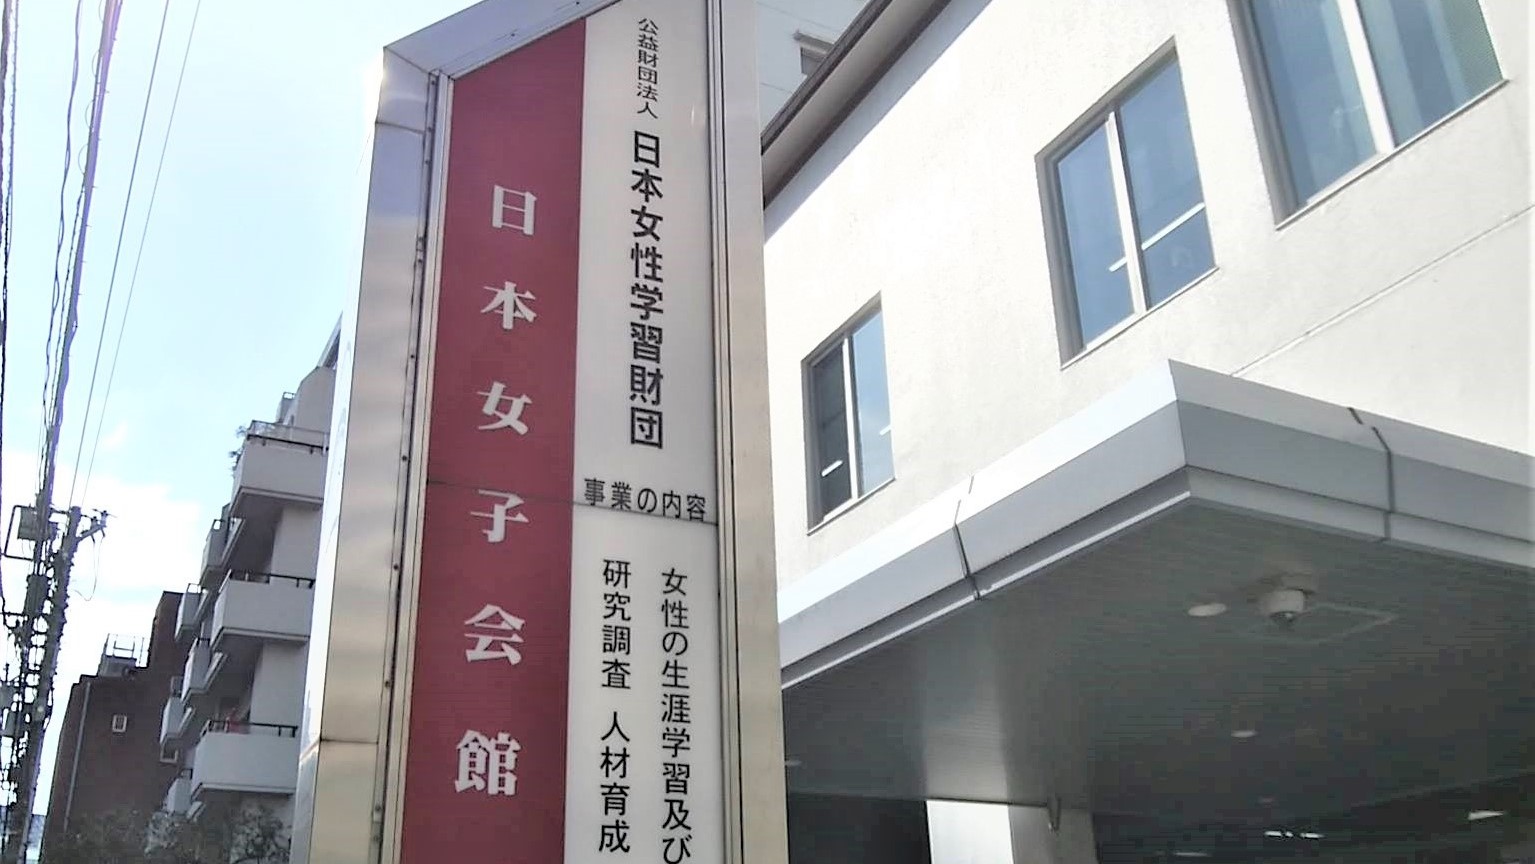 公益財団法人 日本女性学習財団
日本女子会館
事業の内容
女性の生涯学習及び
研究調査 人材育成